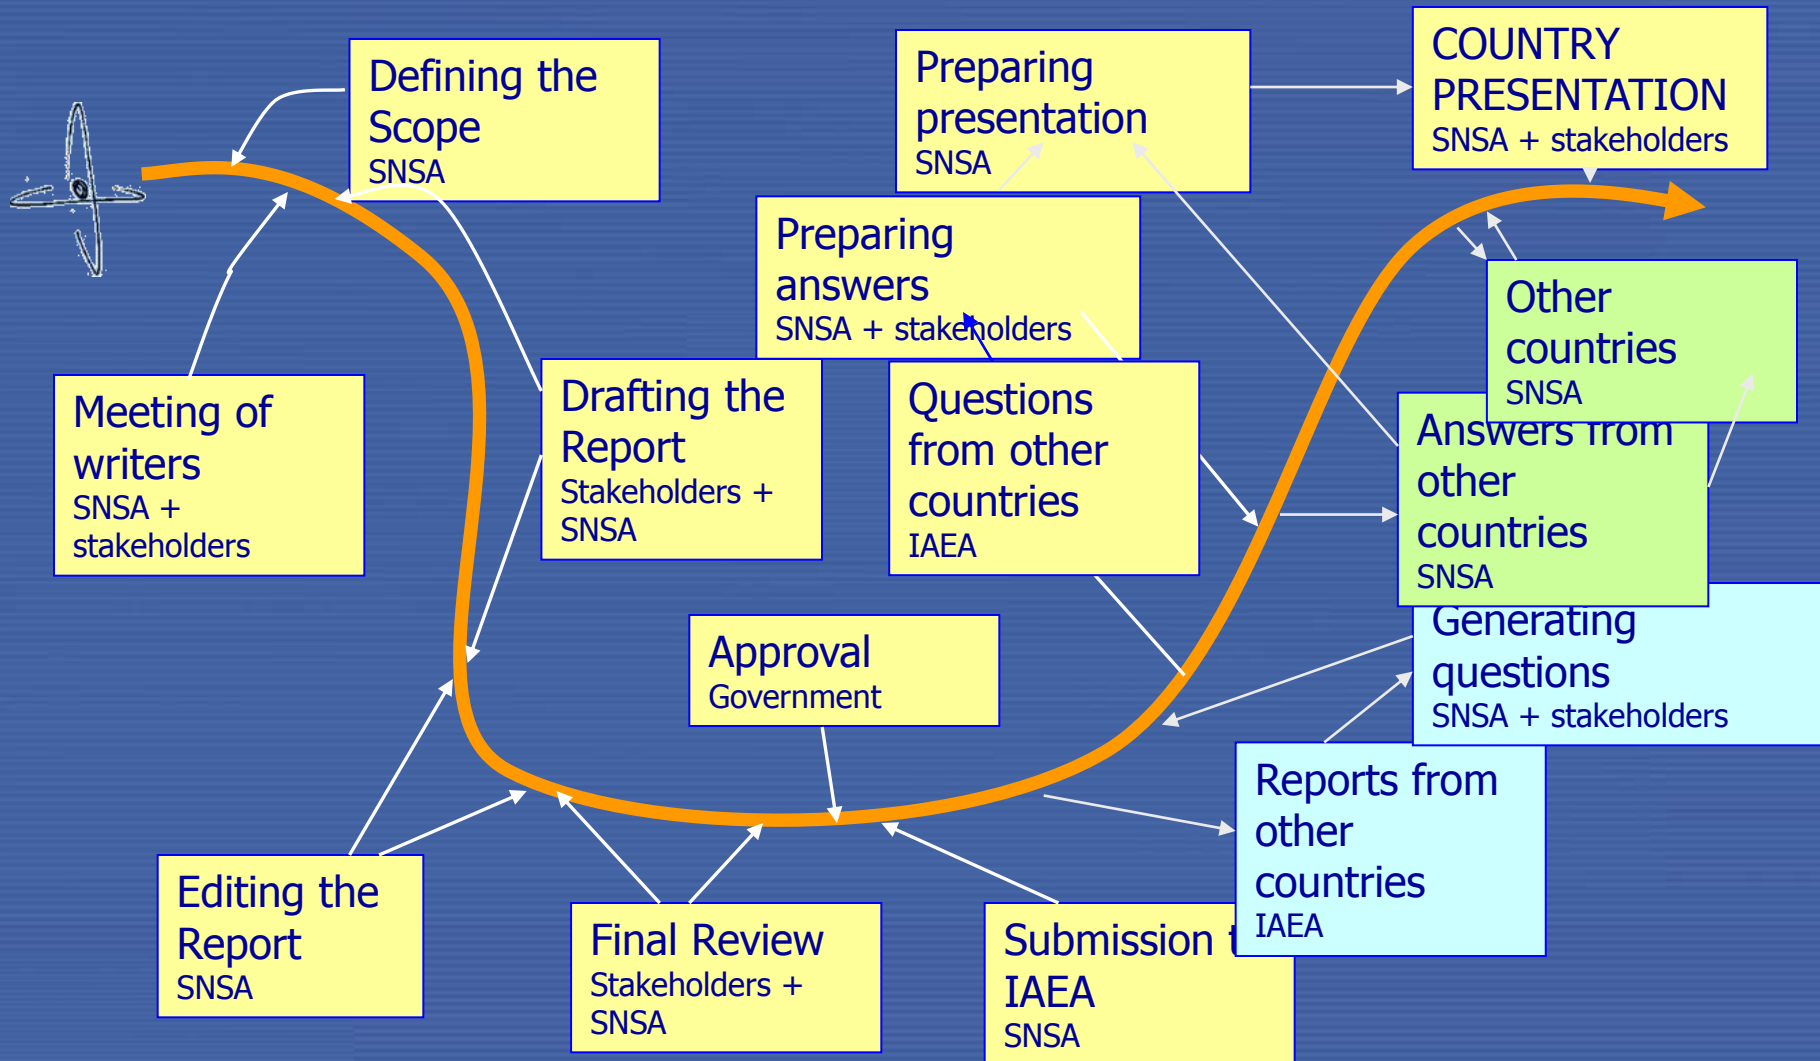 Defining the
Scope
SNSA
Preparing
presentation
SNSA
COUNTRY
PRESENTATION
SNSA + stakeholders
Preparing
answers
SNSA + stakeholders
Other
countries
SNSA
Meeting of
writers
SNSA +
stakeholders
Drafting the
Report
Stakeholders +
SNSA
Questions
from other
countries
IAEA
Answers from
other
countries
SNSA
Approval
Government
Generating
questions
SNSA + stakeholders
Reports from
other
countries
IAEA
Editing the
Report
SNSA
Final Review
Stakeholders +
SNSA
Submission
IAEA
SNSA